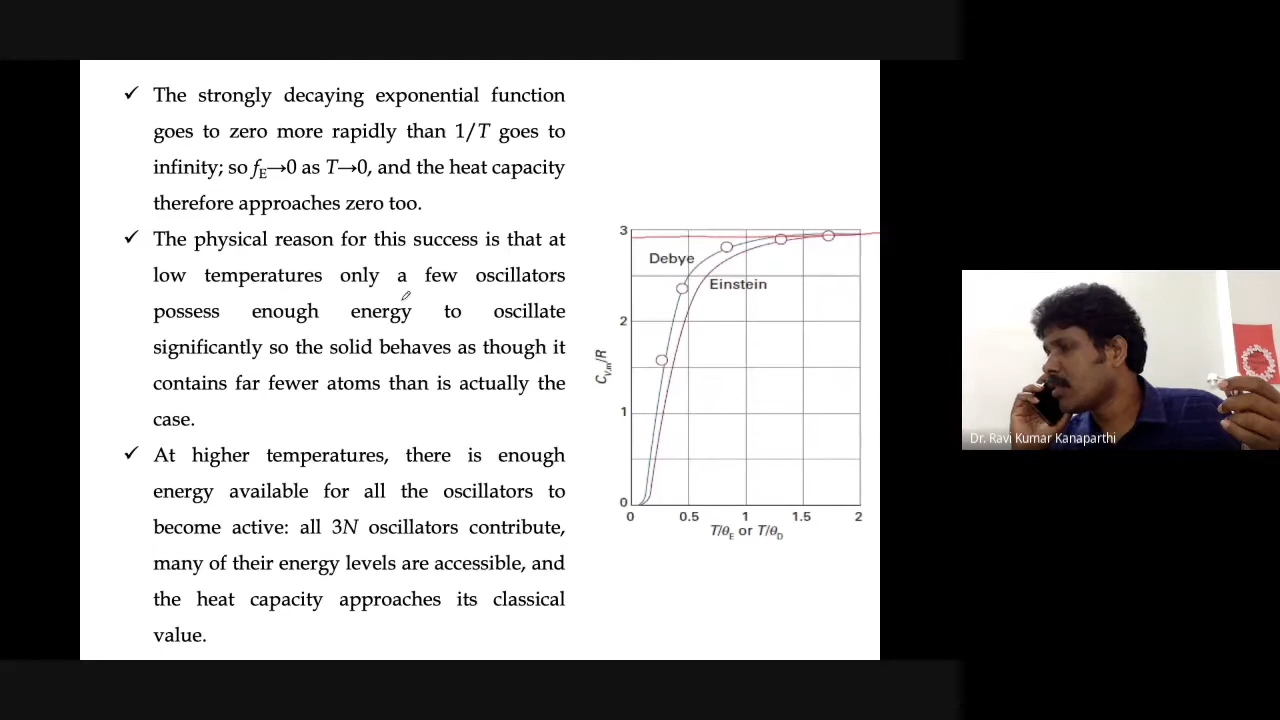 ✓ The strongly decaying exponential function
goes to zero more rapidly than 1/T goes to
infinity; so fE→0 as T→0, and the heat capacity
therefore approaches zero too.
✓ The physical reason for this success is that at
low temperatures only a few oscillators
possess enough energy to oscillate
significantly so the solid behaves as though it
contains far fewer atoms than is actually the
case.
✓ At higher temperatures, there is enough
energy available for all the oscillators to
become active: all 3N oscillators contribute,
many of their energy levels are accessible, and
the heat capacity approaches its classical
value.
3
Debye
Einstein
2
CV,m/R
1
0
0 0.5 1 1.5 2
T/θE or T/θD
Dr. Ravi Kumar Kanaparthi